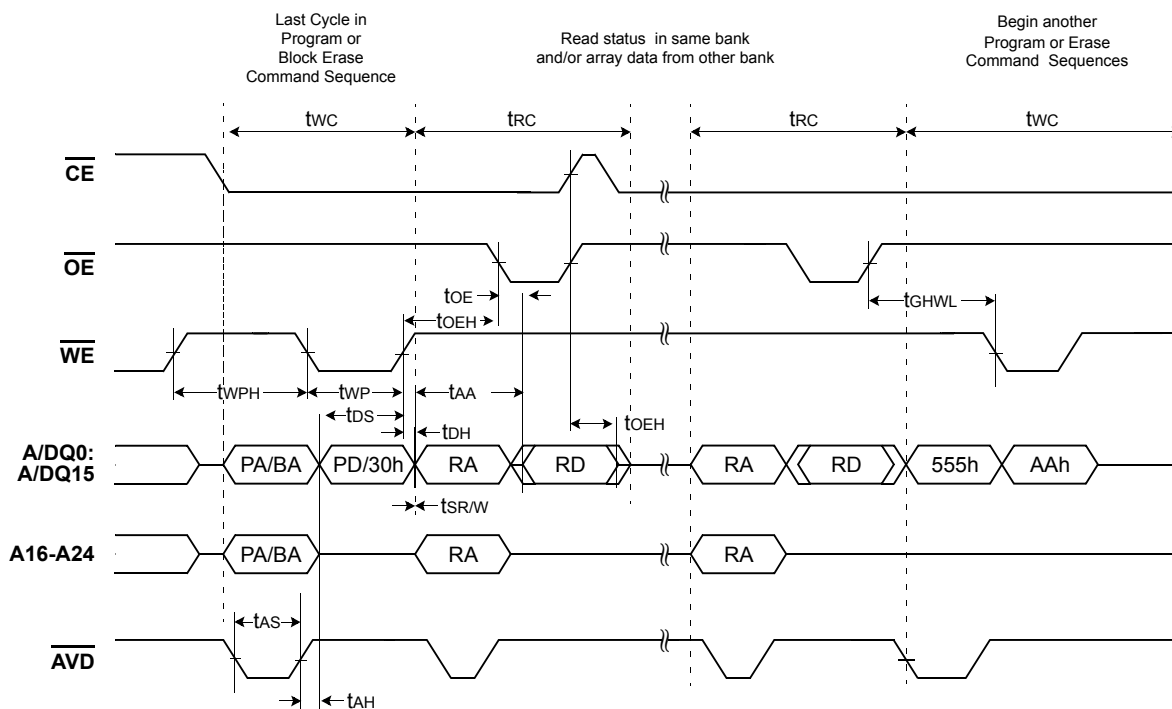 Last Cycle in
Program or
Block Erase
Command Sequence
Read status in same bank
and/or array data from other bank
Begin another
Program or Erase
Command Sequences
tWC
tRC
tRC
tWC
CE
OE
tOE
tOEH
tGHWL
WE
tWPH
tWP
tAA
tDS
tDH
tOEH
A/DQ0:
A/DQ15
PA/BA
PD/30h
RA
RD
RA
RD
555h
AAh
tSR/W
A16-A24
PA/BA
RA
RA
tAS
AVD
tAH